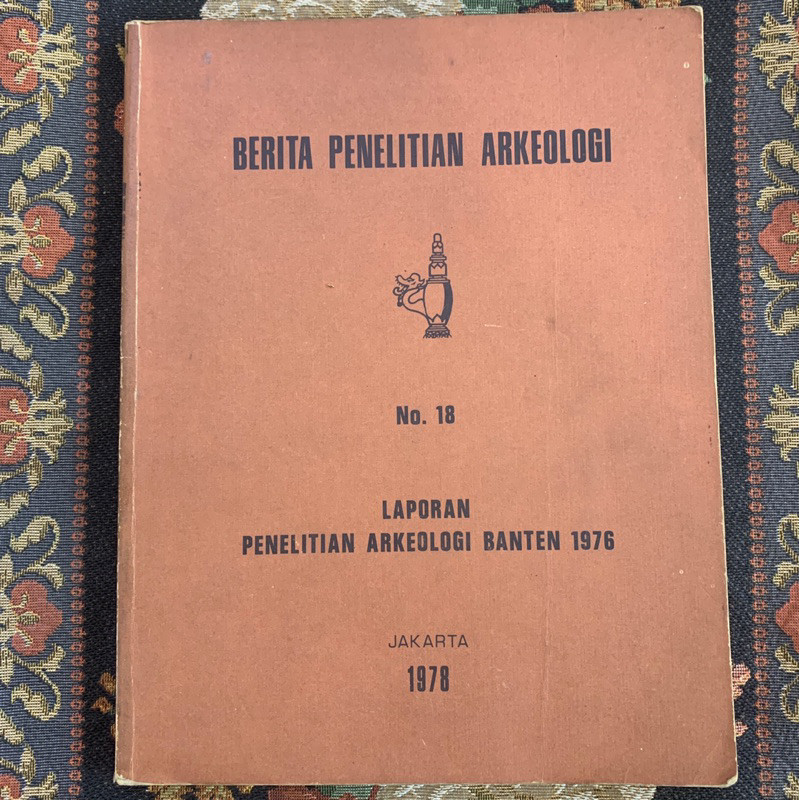 BERITA PENELITIAN ARKEOLOGI
No. 18
LAPORAN
PENELITIAN ARKEOLOGI BANTEN 1976
JAKARTA
1978